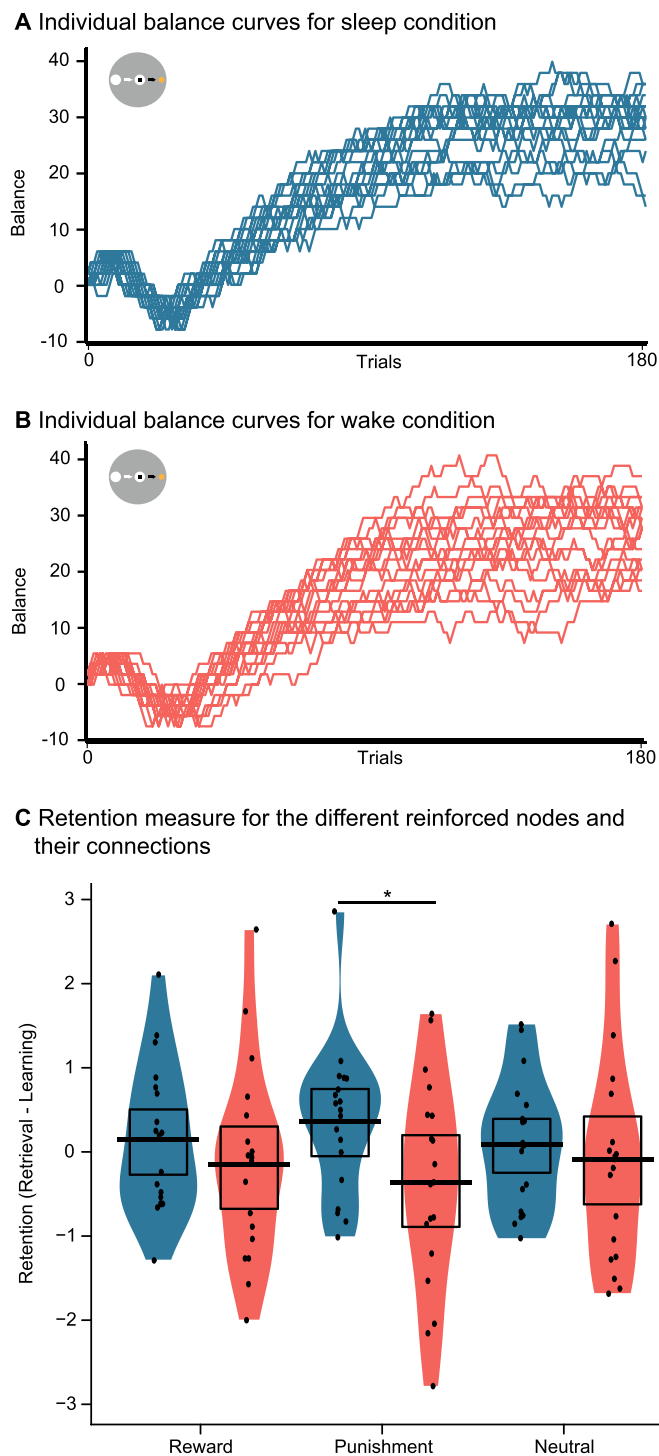 A Individual balance curves for sleep condition
40
30
20
10
0
-10
Balance
0
Trials
180
B Individual balance curves for wake condition
40
30
20
10
0
-10
Balance
0
Trials
180
C Retention measure for the different reinforced nodes and
their connections
3
2
1
0
−1
−2
−3
Retention (Retrieval - Learning)
*
Reward
Punishment
Neutral